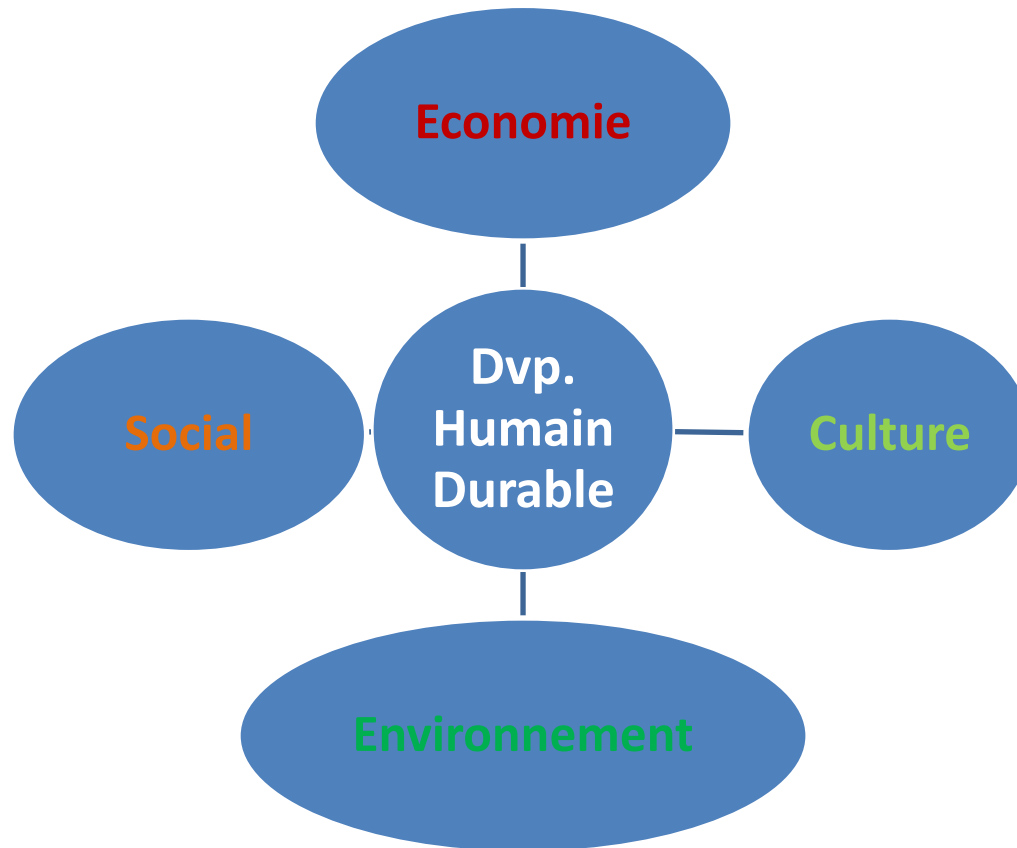 Economie
Dvp.
Humain
Durable
Social
Culture
Environnement